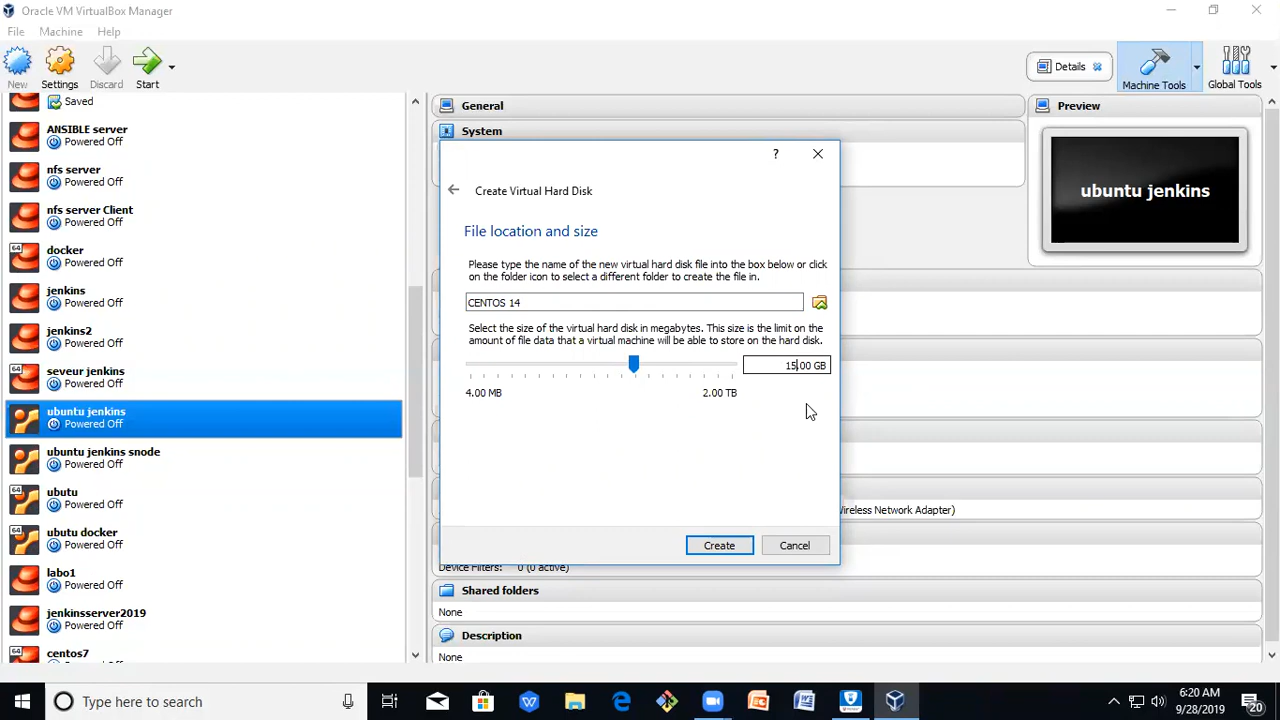 Oracle VM VirtualBox Manager
File Machine Help
New
Settings
Discard
Start
Details
Machine Tools
Global Tools
Saved
ANSIBLE server
Powered Off
nfs server
Powered Off
nfs server Client
Powered Off
64
docker
Powered Off
jenkins
Powered Off
jenkins2
Powered Off
seveur jenkins
Powered Off
ubuntu jenkins
Powered Off
ubuntu jenkins snode
Powered Off
64
ubutu
Powered Off
64
ubutu docker
Powered Off
labo1
Powered Off
jenkinsserver2019
Powered Off
64
centos7
General
System
Preview
ubuntu jenkins
?
Create Virtual Hard Disk
File location and size
Please type the name of the new virtual hard disk file into the box below or click
on the folder icon to select a different folder to create the file in.
CENTOS 14
Select the size of the virtual hard disk in megabytes. This size is the limit on the
amount of file data that a virtual machine will be able to store on the hard disk.
15.00 GB
4.00 MB
2.00 TB
Create
Cancel
Wireless Network Adapter)
Device Filters: 0 (0 active)
Shared folders
None
Description
None
Type here to search
6:20 AM
9/28/2019
20